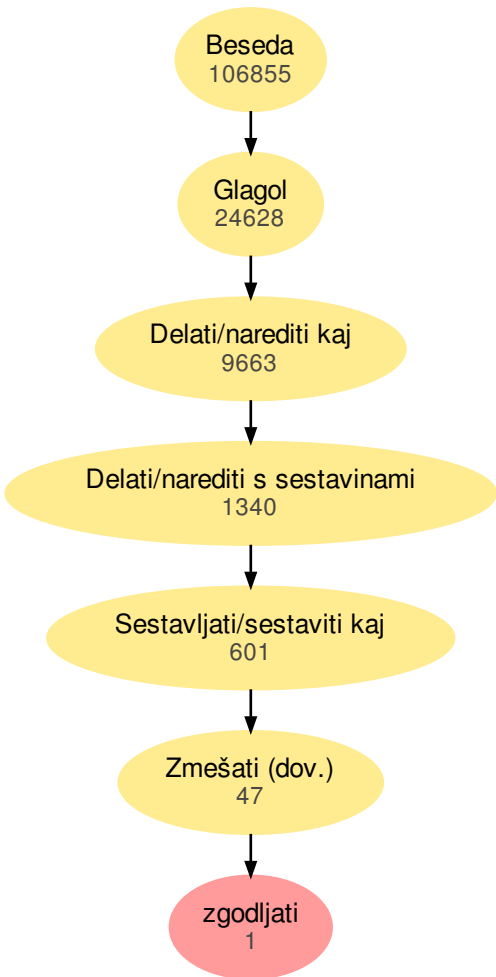 Beseda
106855
Glagol
24628
Delati/narediti kaj
9663
Delati/narediti s sestavinami
1340
Sestavljati/sestaviti kaj
601
Zmešati (dov.)
47
zgodljati
1